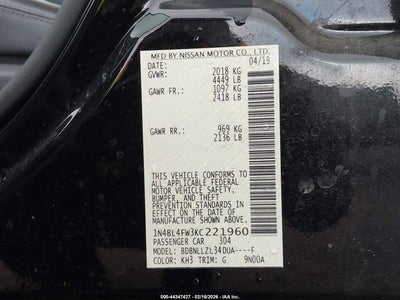 MFD BY NISSAN MOTOR CO., LTD.
DATE: 04/19
GVWR: 2018 KG
4449 LB
GAWR FR.: 1097 KG
2418 LB
GAWR RR.: 969 KG
2136 LB
THIS VEHICLE CONFORMS TO
ALL APPLICABLE FEDERAL
MOTOR VEHICLE SAFETY,
BUMPER, AND THEFT
PREVENTION STANDARDS IN
EFFECT ON THE DATE OF
MANUFACTURE SHOWN ABOVE.
1N4BL4FW3KC221960
PASSENGER CAR 304
MODEL: BDBNLLZL34DUA----F
COLOR: KH3 TRIM: G 9N00A
000-44347427 - 02/16/2026 - IAA Inc.